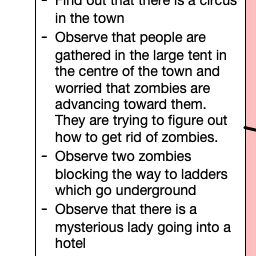 - Find out that there is a circus
in the town
- Observe that people are
gathered in the large tent in
the centre of the town and
worried that zombies are
advancing toward them.
They are trying to figure out
how to get rid of zombies.
- Observe two zombies
blocking the way to ladders
which go underground
- Observe that there is a
mysterious lady going into a
hotel